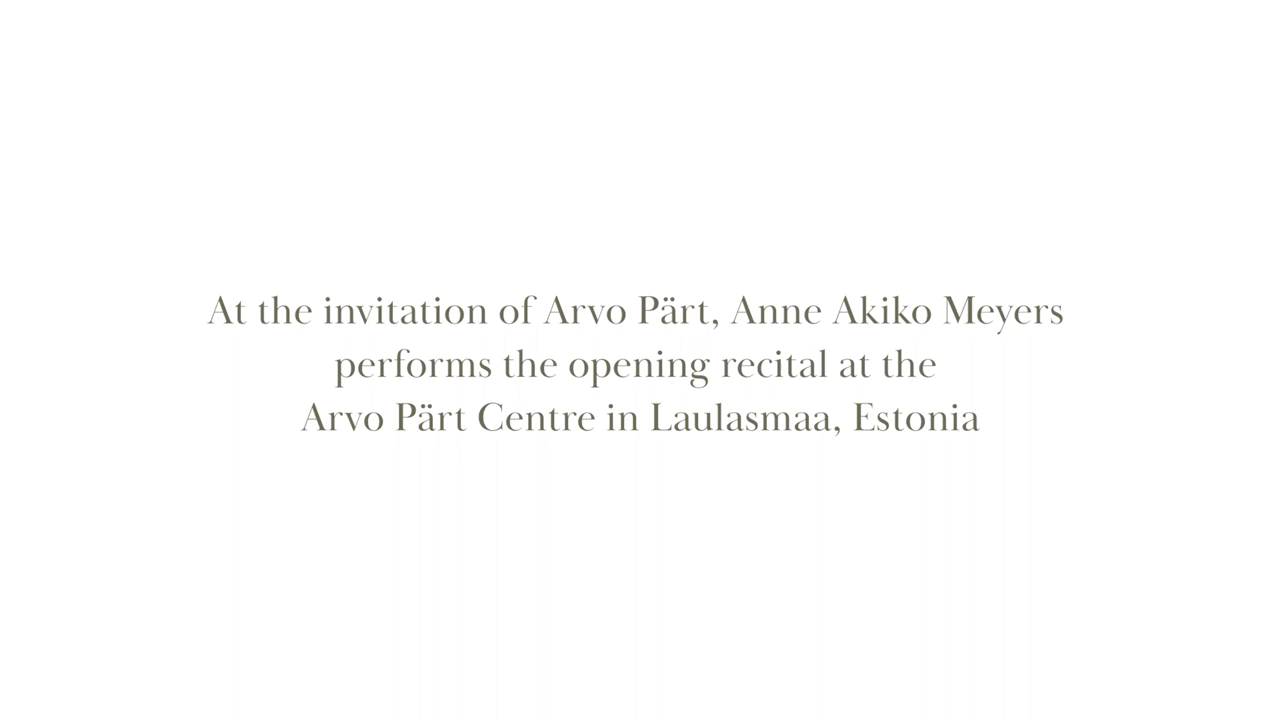 At the invitation of Arvo Pärt, Anne Akiko Meyers
performs the opening recital at the
Arvo Pärt Centre in Laulasmaa, Estonia